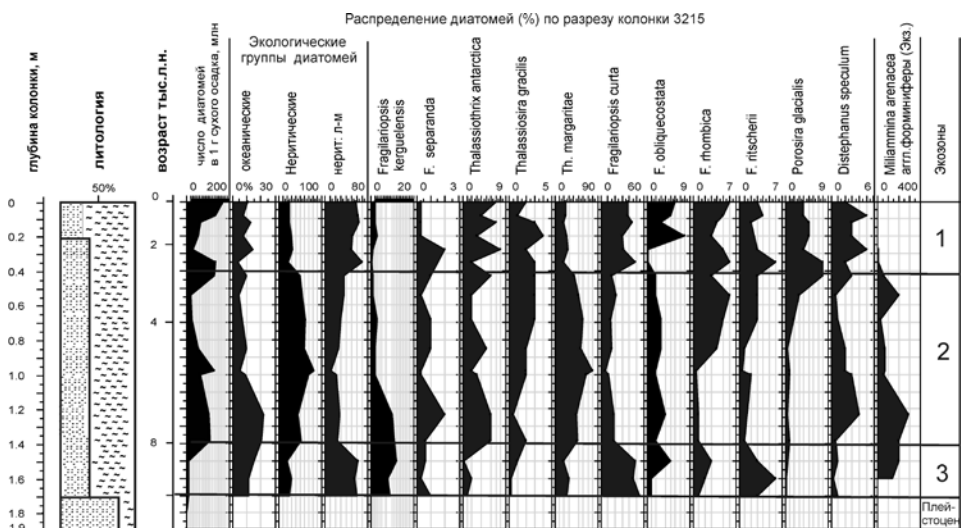 Распределение диатомей (%) по разрезу колонки 3215
глубина колонки, м
литология
возраст тыс.л.н.
число диатомей
в 1 г сухого осадка, млн
Экологические
группы диатомей
океанические
Неритические
нерит: л-м
Fragilariopsis
kerguelensis
F. separanda
Thalassiothrix antarctica
Thalassiosira gracilis
Th. margaritae
Fragilariopsis curta
F. obliquecostata
F. rhombica
F. ritscherii
Porosira glacialis
Distephanus speculum
Miliammina arenacea
аггл.форминиферы (Экз.)
Экозоны
50%
0 200
0% 30
0 100
0 80
0 20
0 3
0 9
0 5
0 90
0 60
0 9
0 7
0 7
0 9
0 6
0 400
0
0.2
0.4
0.6
0.8
1.0
1.2
1.4
1.6
1.8
1.9
0
2
4
8
1
2
3
Плей-
стоцен